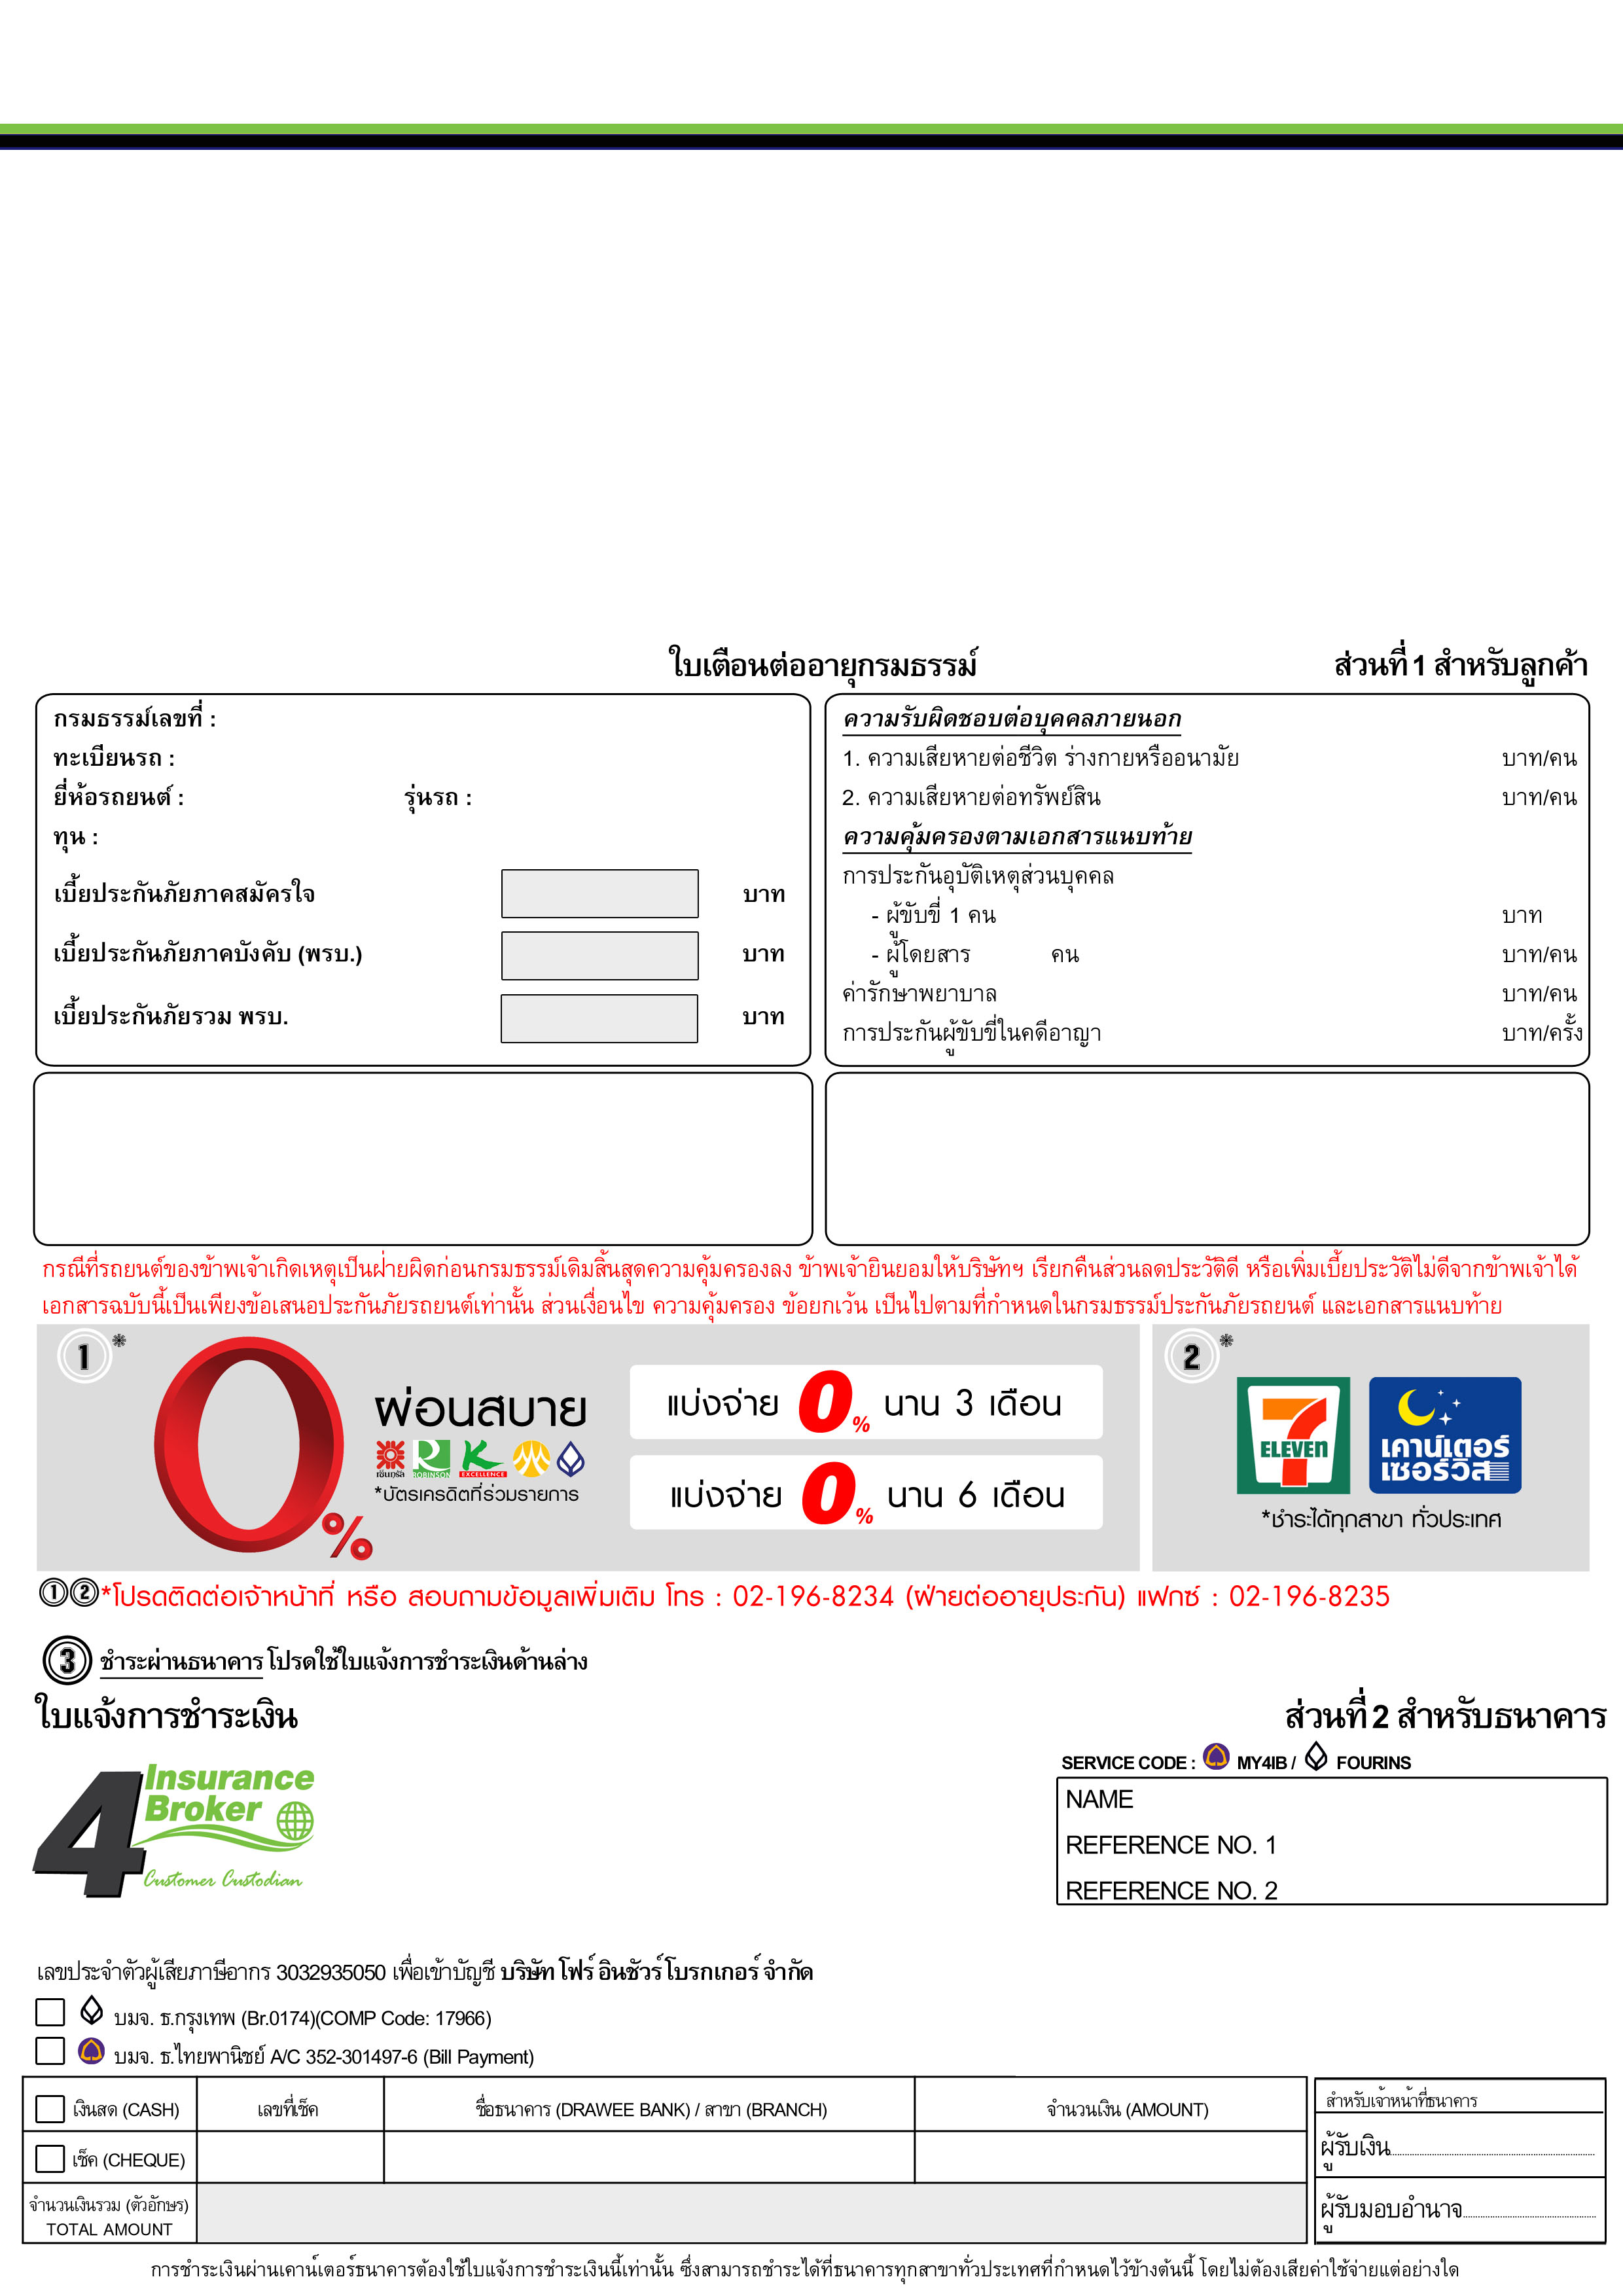 ใบเตือนต่ออายุกรมธรรม์
ส่วนที่ 1 สำหรับลูกค้า
กรมธรรม์เลขที่ :
ทะเบียนรถ :
ยี่ห้อรถยนต์ : รุ่นรถ :
ทุน :
เบี้ยประกันภัยภาคสมัครใจ บาท
เบี้ยประกันภัยภาคบังคับ (พรบ.) บาท
เบี้ยประกันภัยรวม พรบ. บาท
ความรับผิดชอบต่อบุคคลภายนอก
1. ความเสียหายต่อชีวิต ร่างกายหรืออนามัย บาท/คน
2. ความเสียหายต่อทรัพย์สิน บาท/คน
ความคุ้มครองตามเอกสารแนบท้าย
การประกันอุบัติเหตุส่วนบุคคล
- ผู้ขับขี่ 1 คน บาท
- ผู้โดยสาร คน บาท/คน
ค่ารักษาพยาบาล บาท/คน
การประกันผู้ขับขี่ในคดีอาญา บาท/ครั้ง
กรณีที่รถยนต์ของข้าพเจ้าเกิดเหตุเป็นฝ่ายผิดก่อนกรมธรรม์เดิมสิ้นสุดความคุ้มครองลง ข้าพเจ้ายินยอมให้บริษัทฯ เรียกคืนส่วนลดประวัติดี หรือเพิ่มเบี้ยประวัติไม่ดีจากข้าพเจ้าได้
เอกสารฉบับนี้เป็นเพียงข้อเสนอประกันภัยรถยนต์เท่านั้น ส่วนเงื่อนไข ความคุ้มครอง ข้อยกเว้น เป็นไปตามที่กำหนดในกรมธรรม์ประกันภัยรถยนต์ และเอกสารแนบท้าย
1 *
0%
ผ่อนสบาย
เซ็นทรัล ROBINSON K EXCELLENCE
*บัตรเครดิตที่ร่วมรายการ
แบ่งจ่าย 0% นาน 3 เดือน
แบ่งจ่าย 0% นาน 6 เดือน
2 *
7 ELEVEN
เคาน์เตอร์
เซอร์วิส
*ชำระได้ทุกสาขา ทั่วประเทศ
1 2 *โปรดติดต่อเจ้าหน้าที่ หรือ สอบถามข้อมูลเพิ่มเติม โทร : 02-196-8234 (ฝ่ายต่ออายุประกัน) แฟกซ์ : 02-196-8235
3 ชำระผ่านธนาคาร โปรดใช้ใบแจ้งการชำระเงินด้านล่าง
ใบแจ้งการชำระเงิน
ส่วนที่ 2 สำหรับธนาคาร
4 Insurance
Broker
Customer Custodian
SERVICE CODE : MY4IB / FOURINS
NAME
REFERENCE NO. 1
REFERENCE NO. 2
เลขประจำตัวผู้เสียภาษีอากร 3032935050 เพื่อเข้าบัญชี บริษัท โฟร์ อินชัวร์ โบรกเกอร์ จำกัด
บมจ. ธ.กรุงเทพ (Br.0174)(COMP Code: 17966)
บมจ. ธ.ไทยพานิชย์ A/C 352-301497-6 (Bill Payment)
เงินสด (CASH) เลขที่เช็ค ชื่อธนาคาร (DRAWEE BANK) / สาขา (BRANCH) จำนวนเงิน (AMOUNT)
เช็ค (CHEQUE)
จำนวนเงินรวม (ตัวอักษร)
TOTAL AMOUNT
สำหรับเจ้าหน้าที่ธนาคาร
ผู้รับเงิน
ผู้รับมอบอำนาจ
การชำระเงินผ่านเคาน์เตอร์ธนาคารต้องใช้ใบแจ้งการชำระเงินนี้เท่านั้น ซึ่งสามารถชำระได้ที่ธนาคารทุกสาขาทั่วประเทศที่กำหนดไว้ข้างต้นนี้ โดยไม่ต้องเสียค่าใช้จ่ายแต่อย่างใด